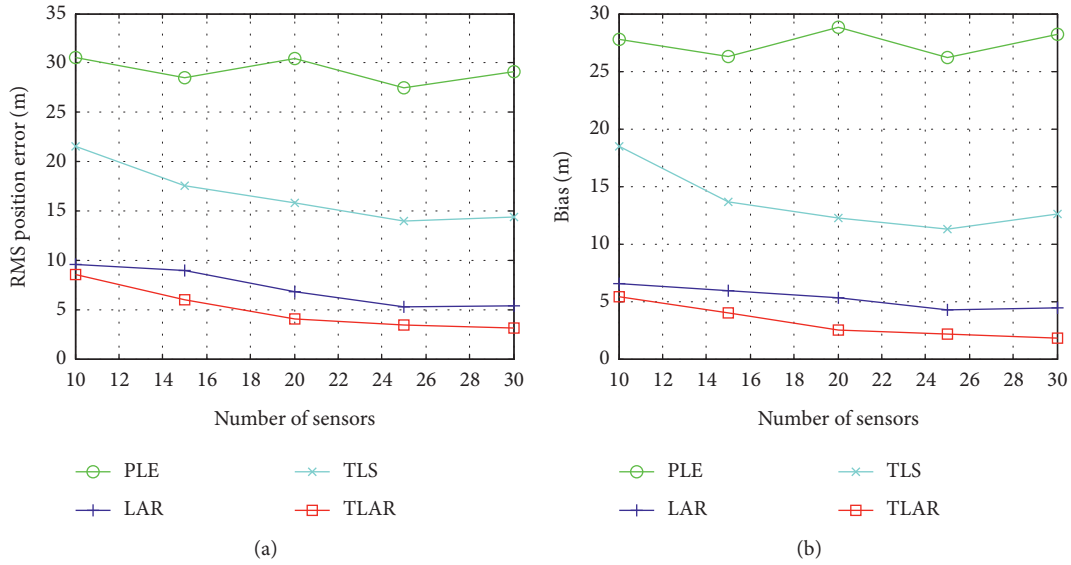 RMS position error (m)
35
30
25
20
15
10
5
0
10 12 14 16 18 20 22 24 26 28 30
Number of sensors
PLE
TLS
LAR
TLAR
(a)
Bias (m)
30
25
20
15
10
5
0
10 12 14 16 18 20 22 24 26 28 30
Number of sensors
PLE
TLS
LAR
TLAR
(b)